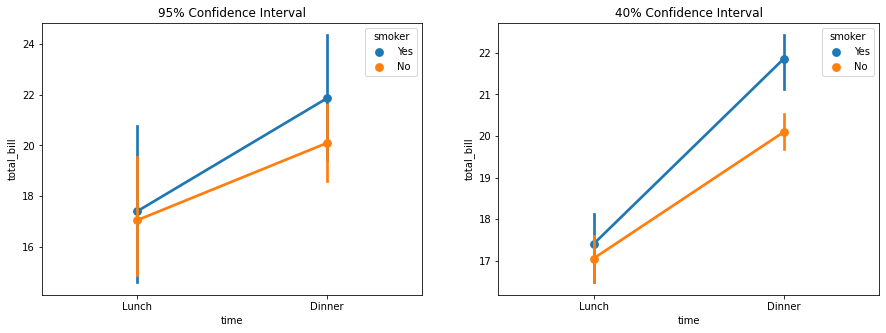 95% Confidence Interval
total_bill
24
22
20
18
16
smoker
Yes
No
Lunch
Dinner
time
40% Confidence Interval
total_bill
22
21
20
19
18
17
smoker
Yes
No
Lunch
Dinner
time